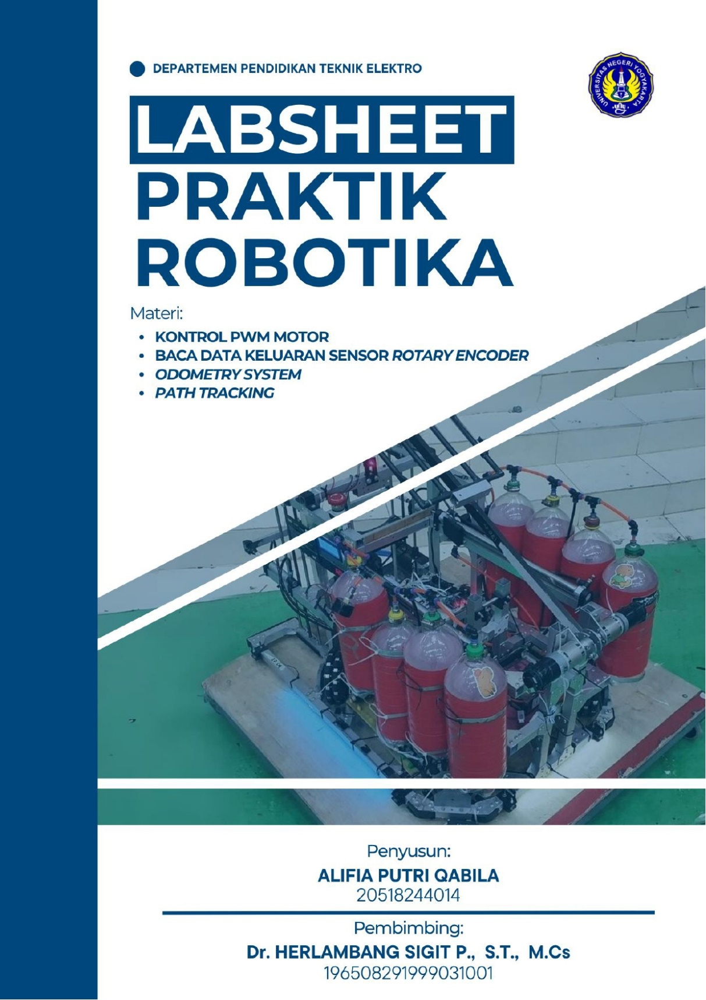 DEPARTEMEN PENDIDIKAN TEKNIK ELEKTRO
UNIVERSITAS NEGERI YOGYAKARTA
LABSHEET
PRAKTIK
ROBOTIKA
Materi:
• KONTROL PWM MOTOR
• BACA DATA KELUARAN SENSOR ROTARY ENCODER
• ODOMETRY SYSTEM
• PATH TRACKING
Penyusun:
ALIFIA PUTRI QABILA
20518244014
Pembimbing:
Dr. HERLAMBANG SIGIT P., S.T., M.Cs
196508291999031001